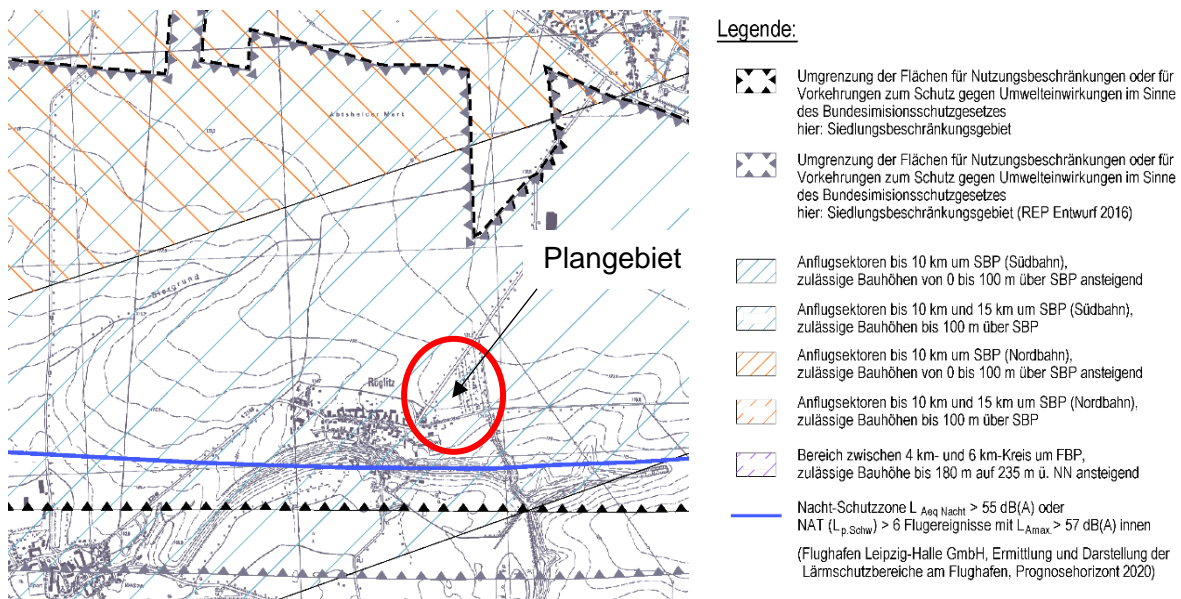 Abtsheider Mark
Biesgrund
Plangebiet
Röglitz
Legende:
Umgrenzung der Flächen für Nutzungsbeschränkungen oder für
Vorkehrungen zum Schutz gegen Umwelteinwirkungen im Sinne
des Bundesimisionsschutzgesetzes
hier: Siedlungsbeschränkungsgebiet
Umgrenzung der Flächen für Nutzungsbeschränkungen oder für
Vorkehrungen zum Schutz gegen Umwelteinwirkungen im Sinne
des Bundesimisionsschutzgesetzes
hier: Siedlungsbeschränkungsgebiet (REP Entwurf 2016)
Anflugsektoren bis 10 km um SBP (Südbahn),
zulässige Bauhöhen von 0 bis 100 m über SBP ansteigend
Anflugsektoren bis 10 km und 15 km um SBP (Südbahn),
zulässige Bauhöhen bis 100 m über SBP
Anflugsektoren bis 10 km um SBP (Nordbahn),
zulässige Bauhöhen von 0 bis 100 m über SBP ansteigend
Anflugsektoren bis 10 km und 15 km um SBP (Nordbahn),
zulässige Bauhöhen bis 100 m über SBP
Bereich zwischen 4 km- und 6 km-Kreis um FBP,
zulässige Bauhöhe bis 180 m auf 235 m ü. NN ansteigend
Nacht-Schutzzone L Aeq Nacht > 55 dB(A) oder
NAT (Lp.Schw) > 6 Flugereignisse mit LAmax.> 57 dB(A) innen
(Flughafen Leipzig-Halle GmbH, Ermittlung und Darstellung der
Lärmschutzbereiche am Flughafen, Prognosehorizont 2020)